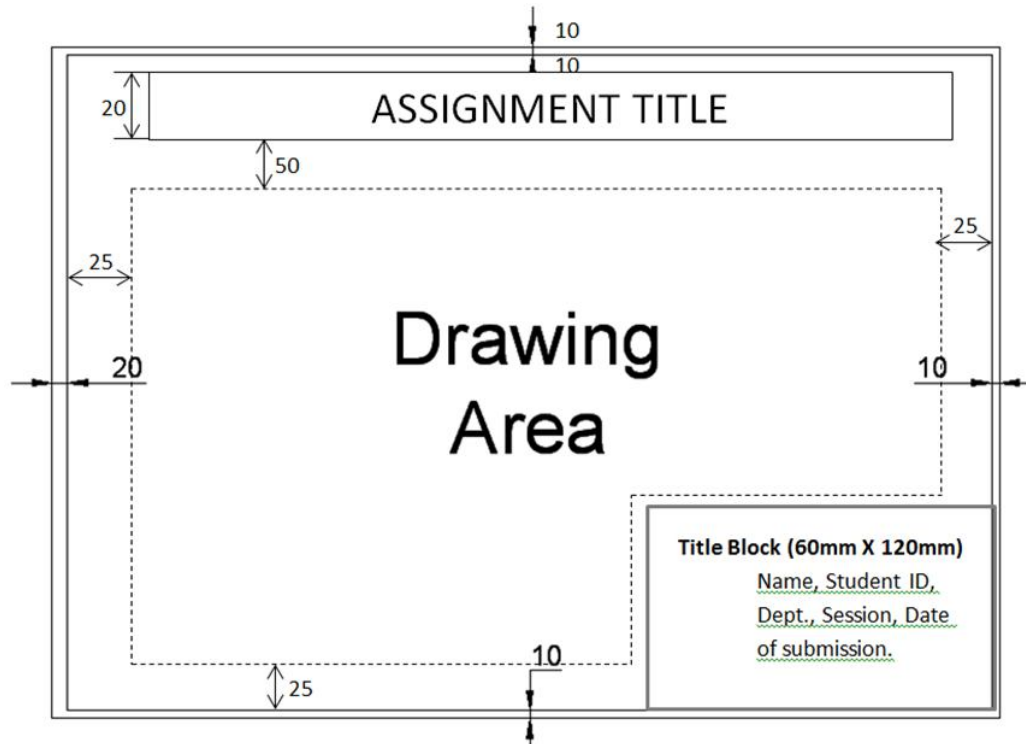 10
10
20
ASSIGNMENT TITLE
50
25
25
Drawing
20
10
Area
Title Block (60mm X 120mm)
Name, Student ID,
Dept., Session, Date
of submission.
10
25